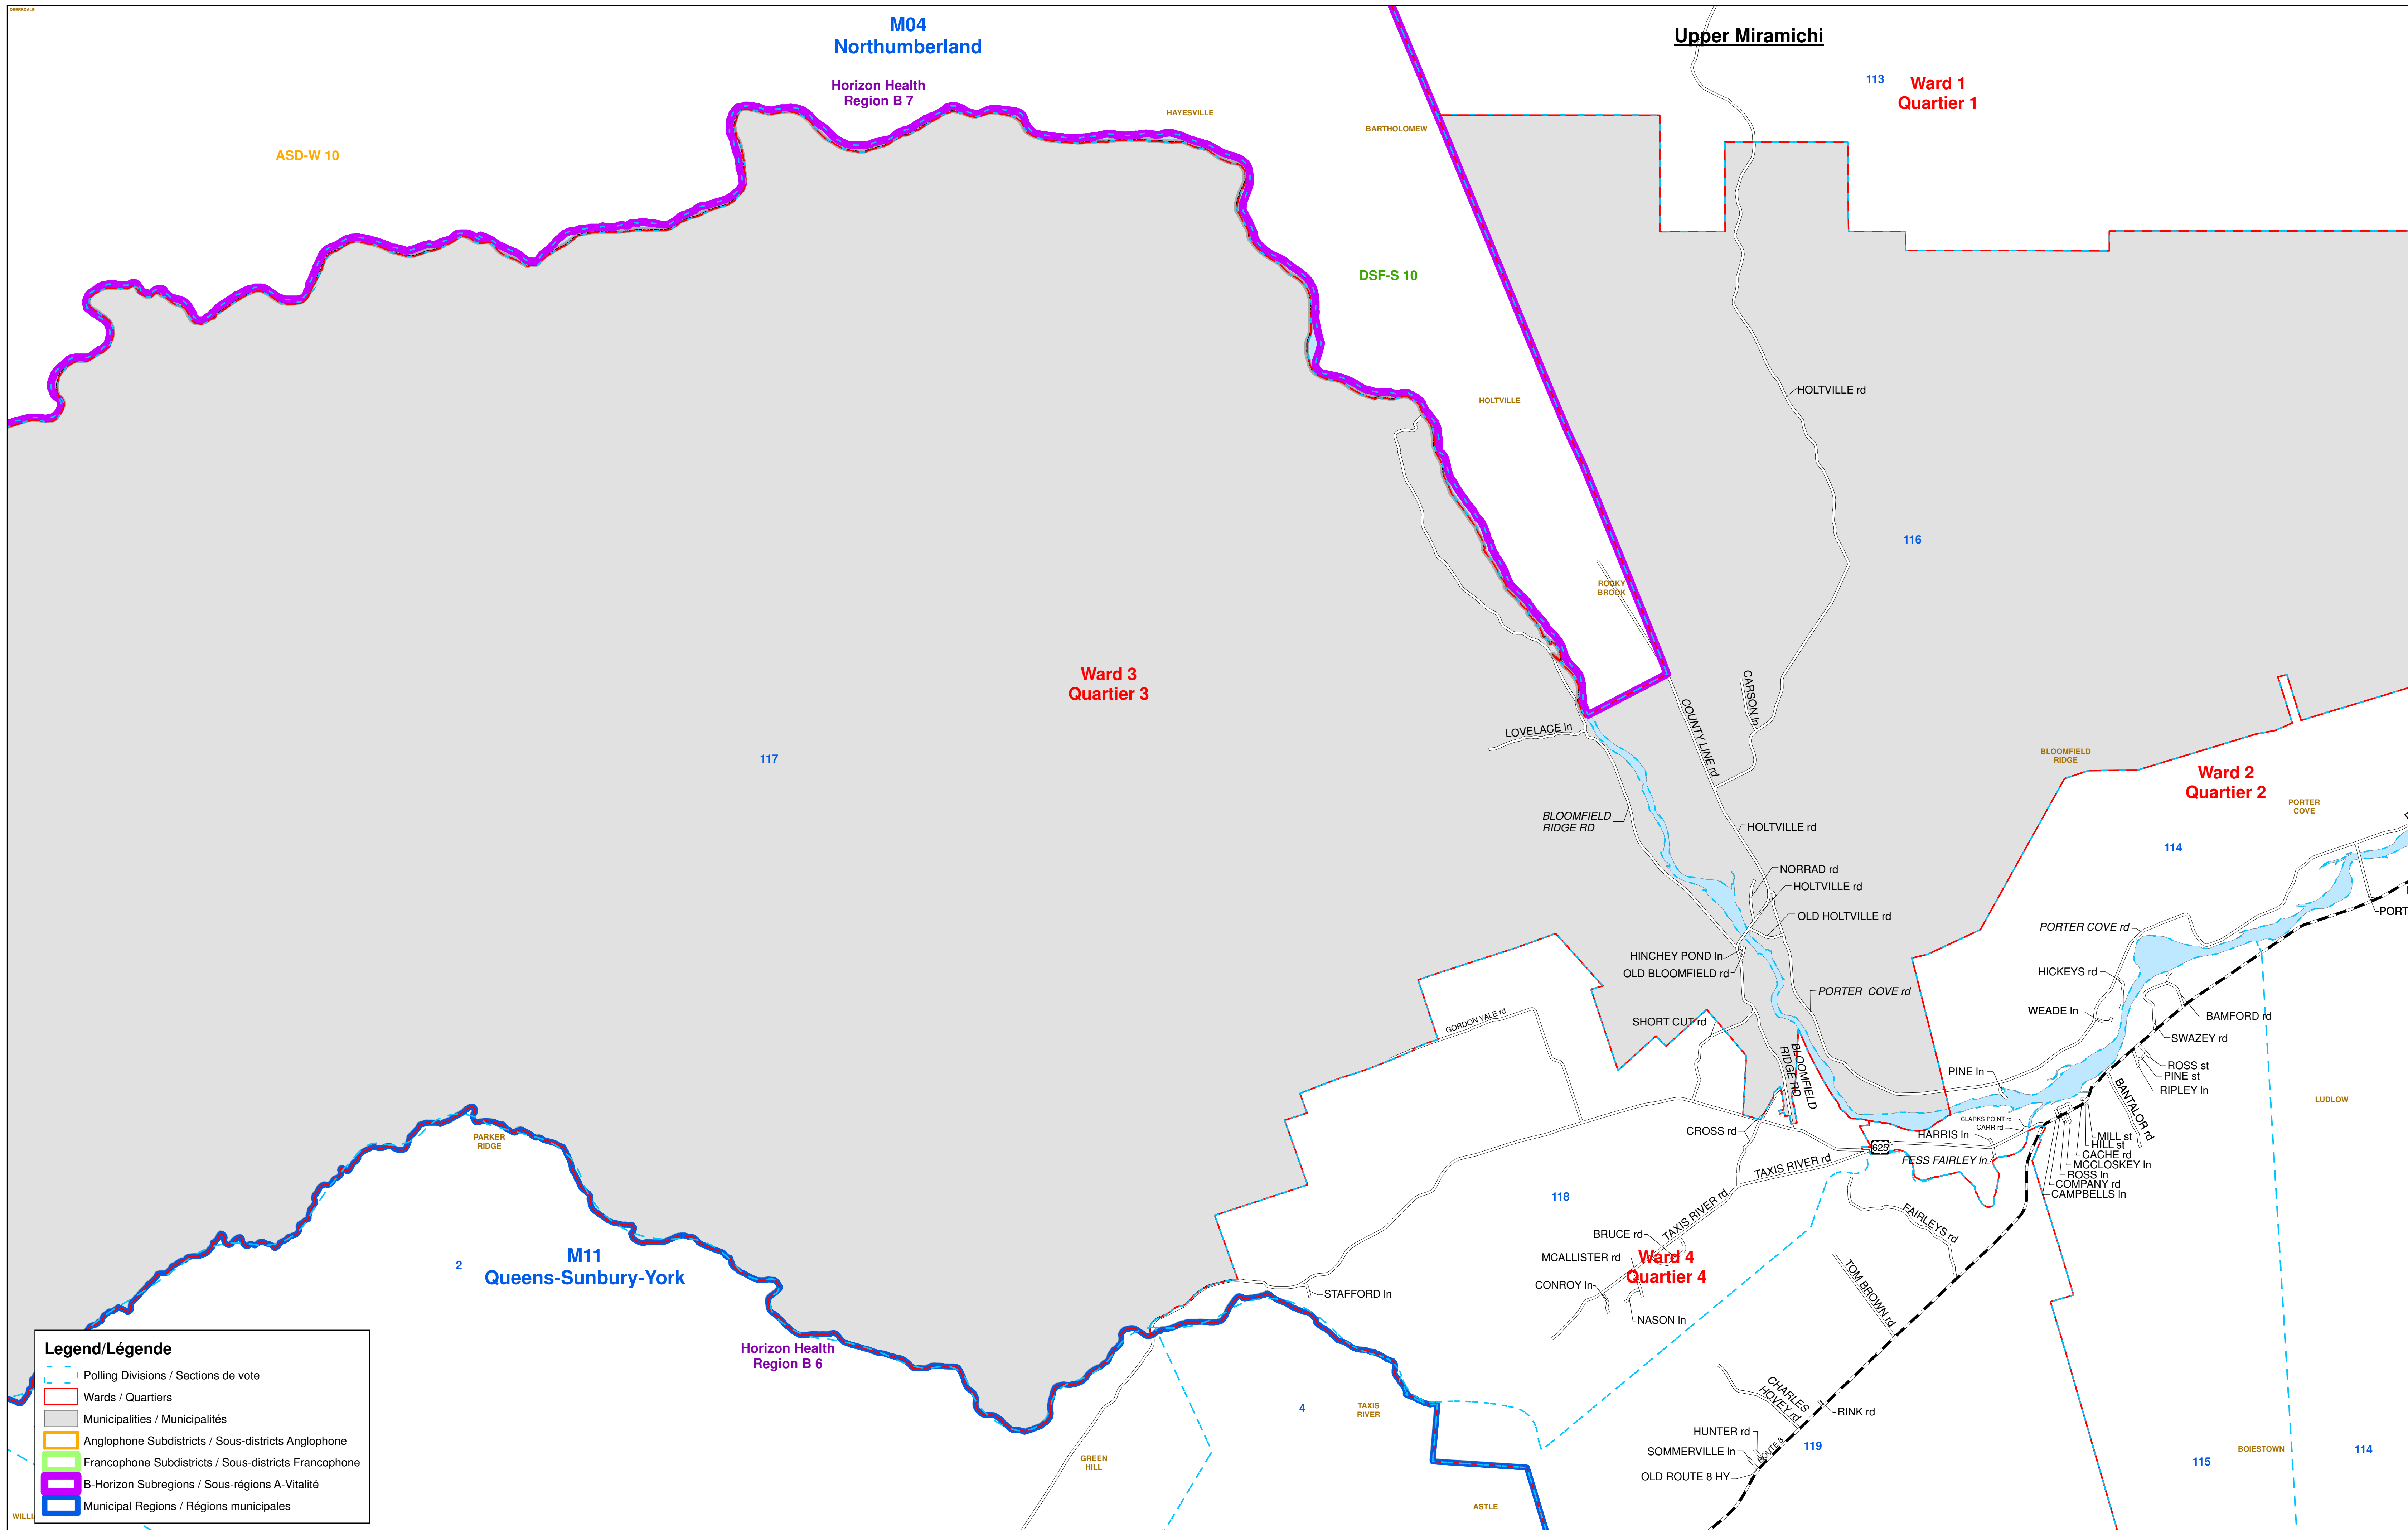 DEERSDALE
M04
Northumberland
Upper Miramichi
Horizon Health
Region B 7
113
Ward 1
Quartier 1
HAYESVILLE
BARTHOLOMEW
ASD-W 10
DSF-S 10
HOLTVILLE rd
HOLTVILLE
116
ROCKY
BROOK
Ward 3
Quartier 3
CARSON ln
COUNTY LINE rd
LOVELACE ln
117
BLOOMFIELD
RIDGE
Ward 2
Quartier 2
PORTER
COVE
BLOOMFIELD
RIDGE RD
HOLTVILLE rd
114
NORRAD rd
HOLTVILLE rd
OLD HOLTVILLE rd
PORT
PORTER COVE rd
HINCHEY POND ln
OLD BLOOMFIELD rd
HICKEYS rd
PORTER COVE rd
WEADE ln
BAMFORD rd
GORDON VALE rd
SHORT CUT rd
SWAZEY rd
BLOOMFIELD
RIDGE RD
ROSS st
PINE st
RIPLEY ln
PINE ln
BANTALOR rd
LUDLOW
CLARKS POINT rd
CARR rd
CROSS rd
HARRIS ln
MILL st
HILL st
CACHE rd
MCCLOSKEY ln
ROSS ln
COMPANY rd
CAMPBELLS ln
625
FESS FAIRLEY ln
TAXIS RIVER rd
PARKER
RIDGE
118
TAXIS RIVER rd
FAIRLEYS rd
BRUCE rd
MCALLISTER rd
Ward 4
Quartier 4
CONROY ln
NASON ln
TOM BROWN rd
2
M11
Queens-Sunbury-York
STAFFORD ln
Horizon Health
Region B 6
4
TAXIS
RIVER
CHARLES
HOVEY rd
RINK rd
HUNTER rd
SOMMERVILLE ln
ROUTE 8
OLD ROUTE 8 HY
119
GREEN
HILL
BOIESTOWN
114
115
ASTLE
Legend/Légende
Polling Divisions / Sections de vote
Wards / Quartiers
Municipalities / Municipalités
Anglophone Subdistricts / Sous-districts Anglophone
Francophone Subdistricts / Sous-districts Francophone
B-Horizon Subregions / Sous-régions A-Vitalité
Municipal Regions / Régions municipales